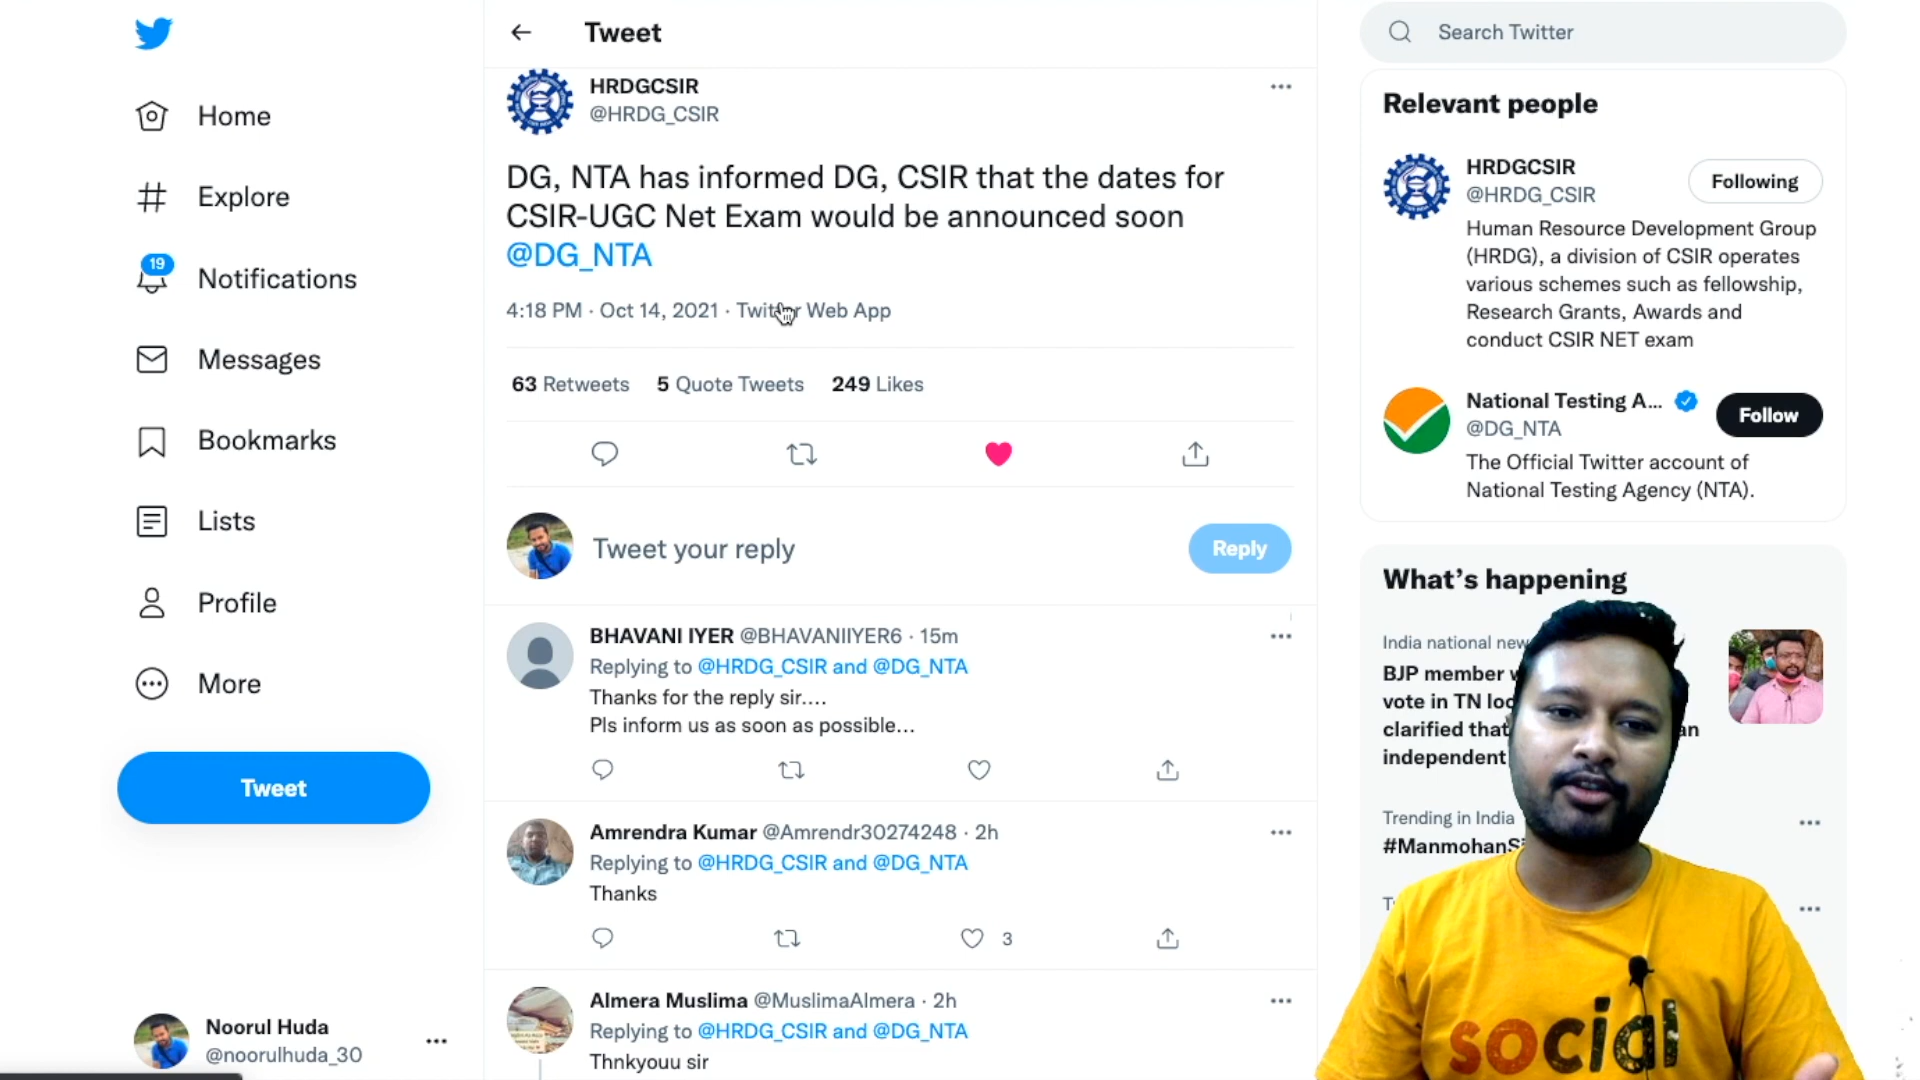 Home
Explore
19
Notifications
Messages
Bookmarks
Lists
Profile
More
Tweet
Noorul Huda
@noorulhuda_30
Tweet
HRDGCSIR
@HRDG_CSIR
DG, NTA has informed DG, CSIR that the dates for
CSIR-UGC Net Exam would be announced soon
@DG_NTA
4:18 PM · Oct 14, 2021 · Twitter Web App
63 Retweets 5 Quote Tweets 249 Likes
Tweet your reply
Reply
BHAVANI IYER @BHAVANIIYER6 · 15m
Replying to @HRDG_CSIR and @DG_NTA
Thanks for the reply sir....
Pls inform us as soon as possible...
Amrendra Kumar @Amrendr30274248 · 2h
Replying to @HRDG_CSIR and @DG_NTA
Thanks
3
Almera Muslima @MuslimaAlmera · 2h
Replying to @HRDG_CSIR and @DG_NTA
Thnkyouu sir
Search Twitter
Relevant people
HRDGCSIR
@HRDG_CSIR
Following
Human Resource Development Group
(HRDG), a division of CSIR operates
various schemes such as fellowship,
Research Grants, Awards and
conduct CSIR NET exam
National Testing A...
@DG_NTA
Follow
The Official Twitter account of
National Testing Agency (NTA).
What's happening
India national new
BJP member
vote in TN
clarified that
independent
Trending in India
#ManmohanSi
social